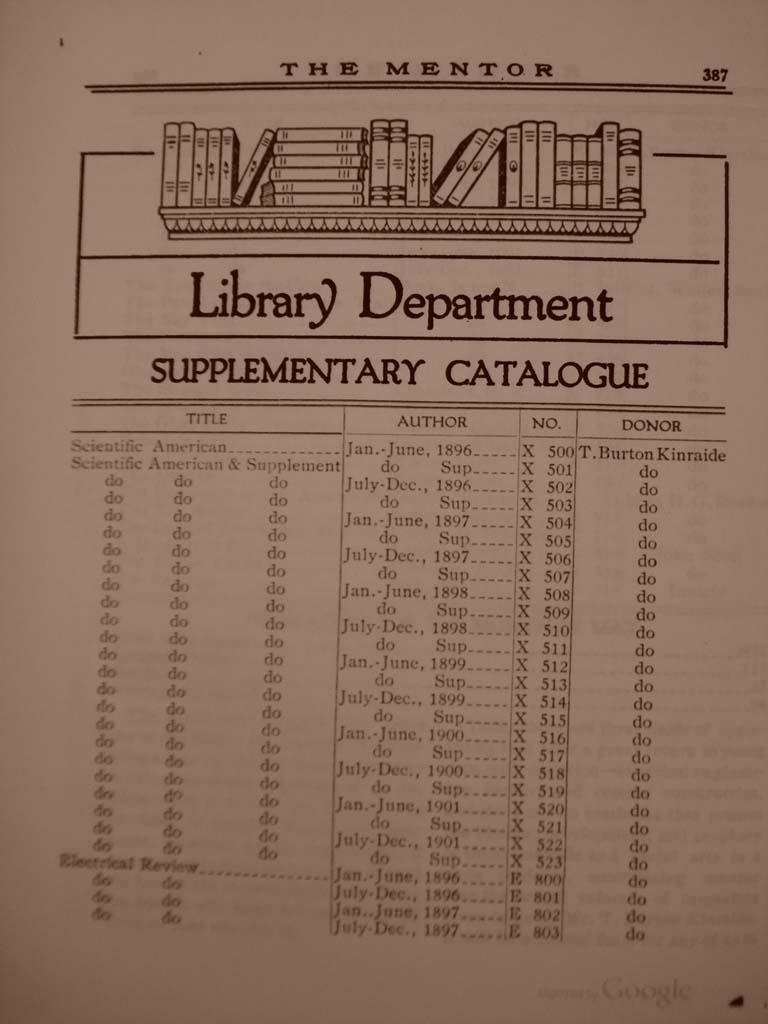 THE MENTOR 387
Library Department
SUPPLEMENTARY CATALOGUE
TITLE AUTHOR NO. DONOR
Scientific American Jan.-June, 1896 X 500 T. Burton Kinraide
Scientific American & Supplement do Sup X 501 do
do do do July-Dec., 1896 X 502 do
do do do do Sup X 503 do
do do do Jan.-June, 1897 X 504 do
do do do do Sup X 505 do
do do do July-Dec., 1897 X 506 do
do do do do Sup X 507 do
do do do Jan.-June, 1898 X 508 do
do do do do Sup X 509 do
do do do July-Dec., 1898 X 510 do
do do do do Sup X 511 do
do do do Jan.-June, 1899 X 512 do
do do do do Sup X 513 do
do do do July-Dec., 1899 X 514 do
do do do do Sup X 515 do
do do do Jan.-June, 1900 X 516 do
do do do do Sup X 517 do
do do do July-Dec., 1900 X 518 do
do do do do Sup X 519 do
do do do Jan.-June, 1901 X 520 do
do do do do Sup X 521 do
do do do July-Dec., 1901 X 522 do
do do do do Sup X 523 do
Electrical Review Jan.-June, 1896 E 800 do
do do July-Dec., 1896 E 801 do
do do Jan..June, 1897 E 802 do
do do July-Dec., 1897 E 803 do
Google